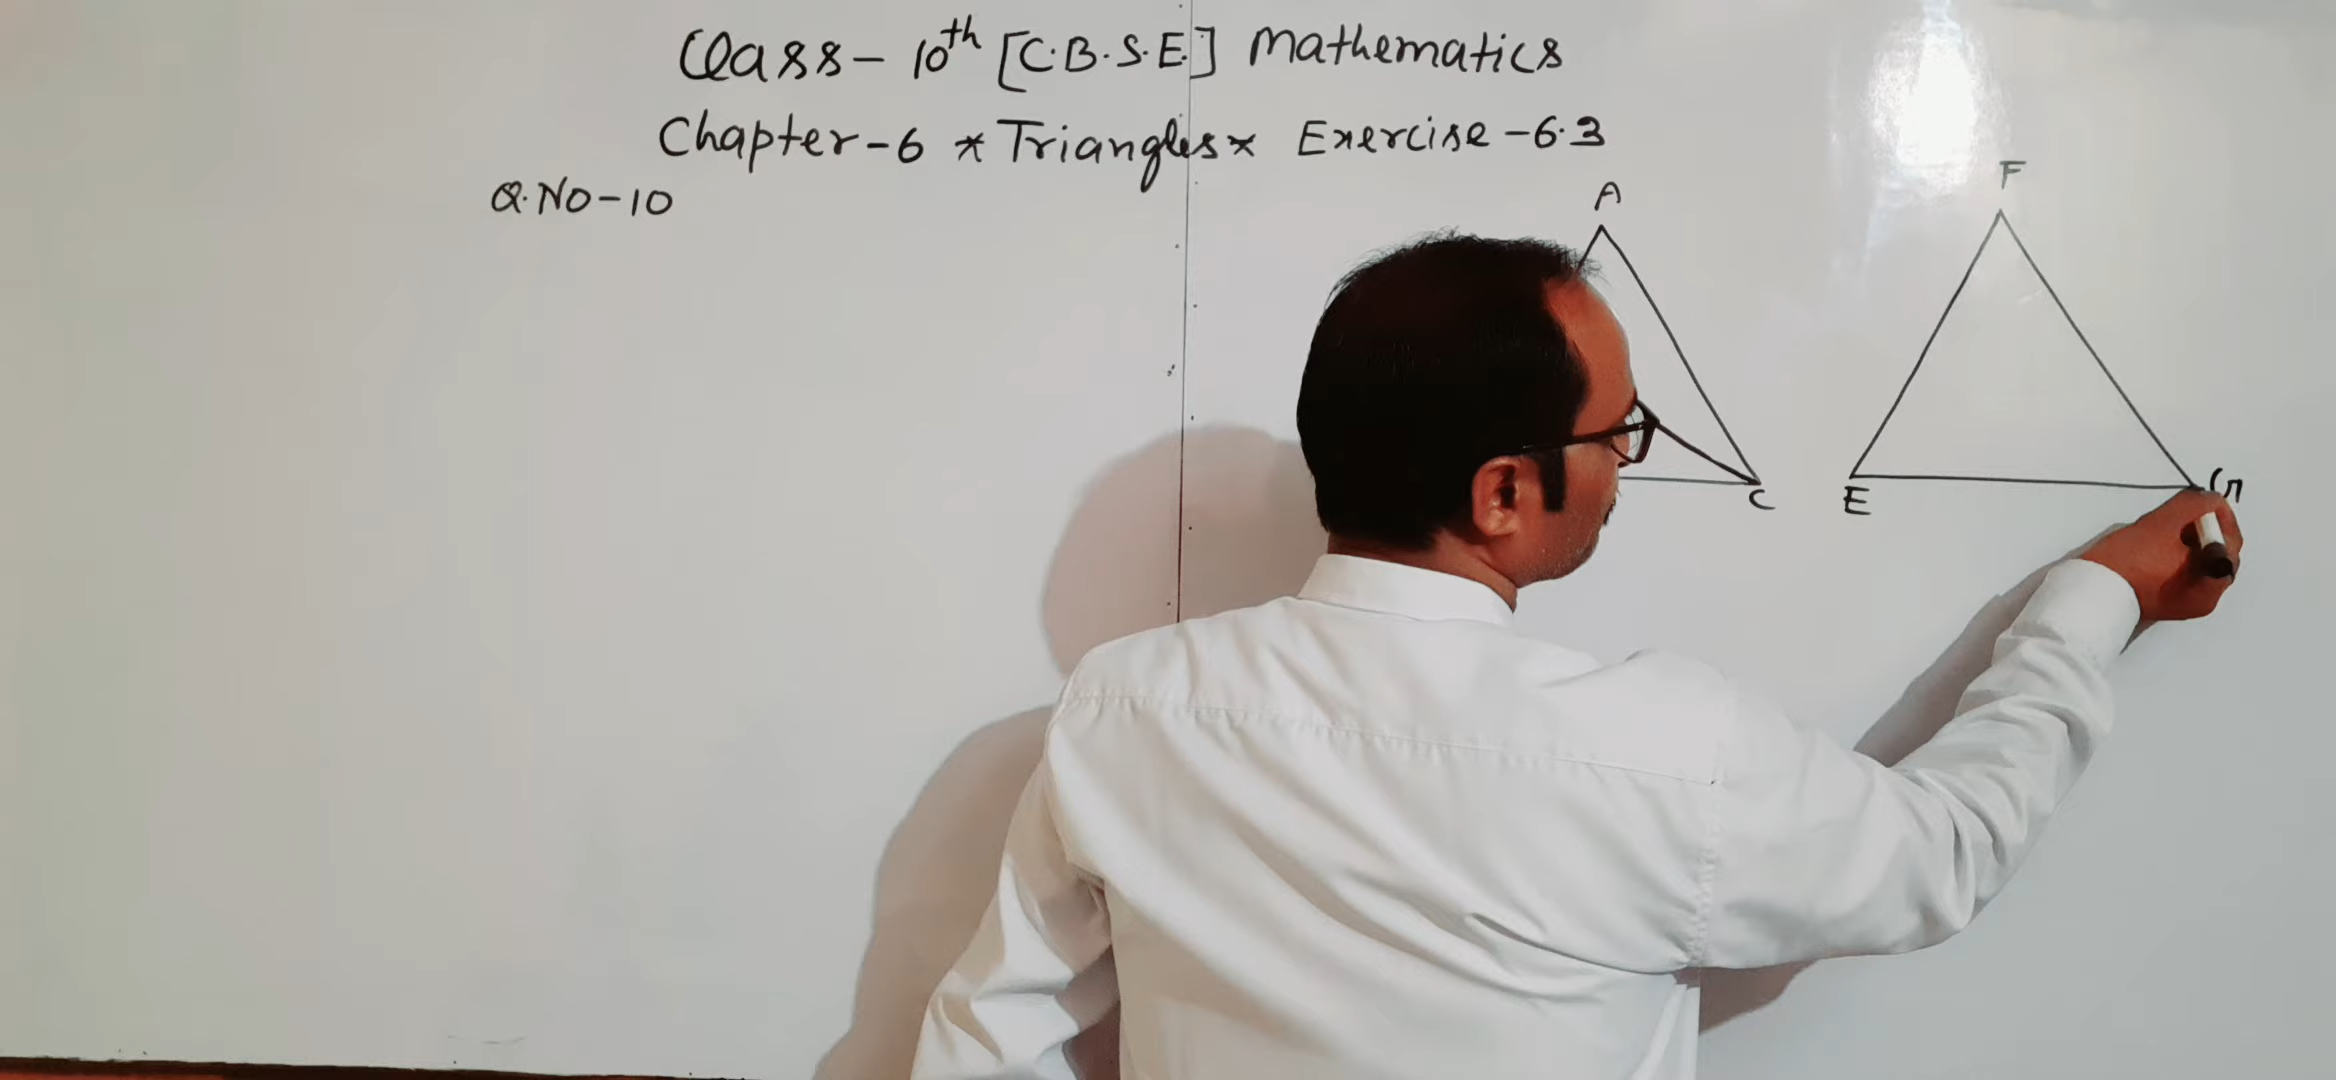 Class - 10th [C.B.S.E.] Mathematics
Chapter - 6 * Triangles * Exercise - 6.3
Q. No - 10
A
F
C
E
G